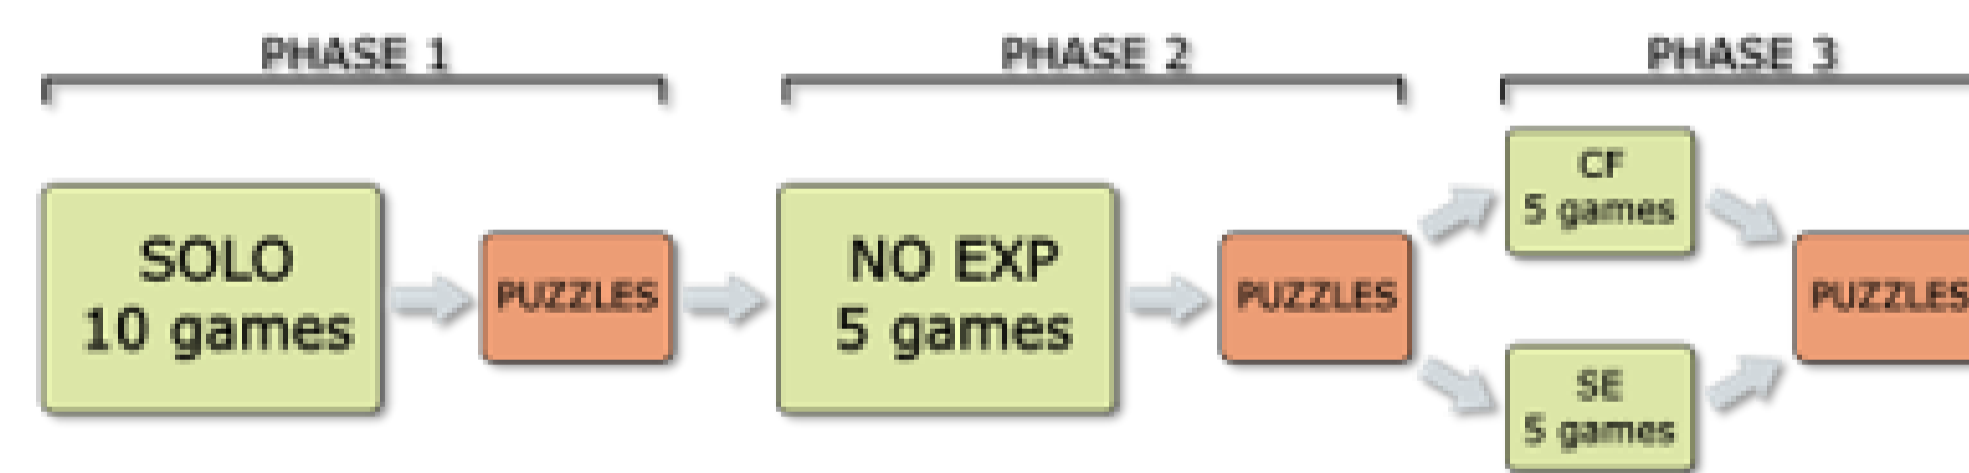 PHASE 1
PHASE 2
PHASE 3
SOLO
10 games
PUZZLES
NO EXP
5 games
PUZZLES
CF
5 games
SE
5 games
PUZZLES